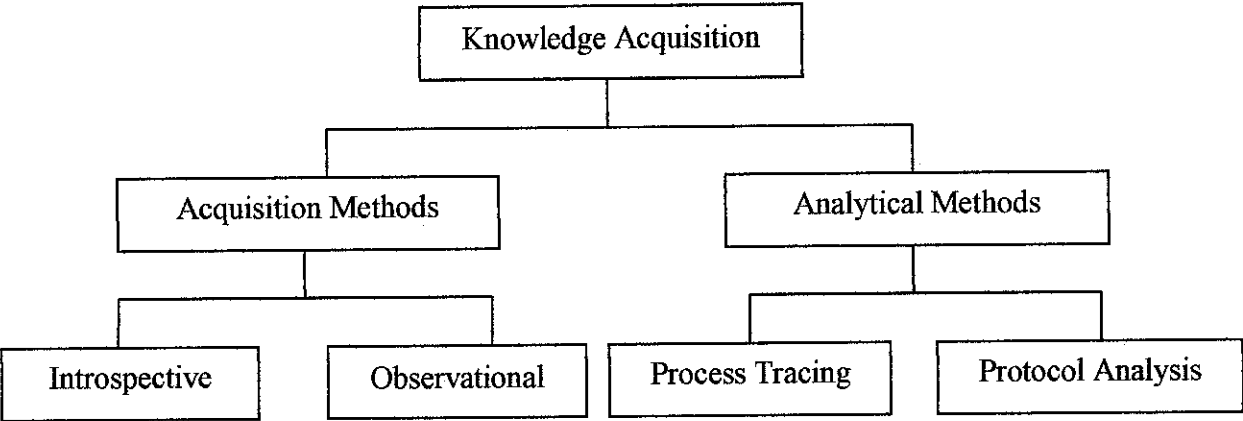 Knowledge Acquisition
Acquisition Methods
Analytical Methods
Introspective
Observational
Process Tracing
Protocol Analysis